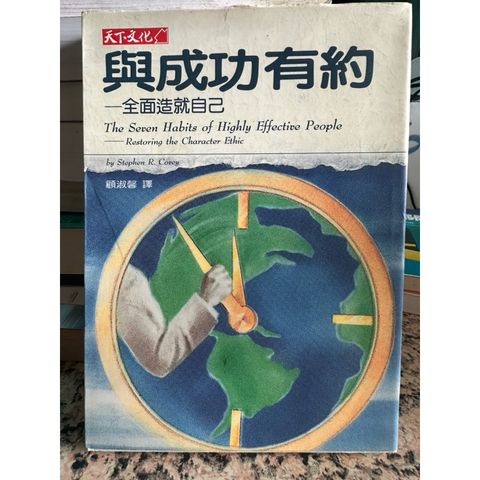 天下文化
與成功有約
—全面造就自己
The Seven Habits of Highly Effective People
——Restoring the Character Ethic
by Stephen R. Covey
顧淑馨 譯